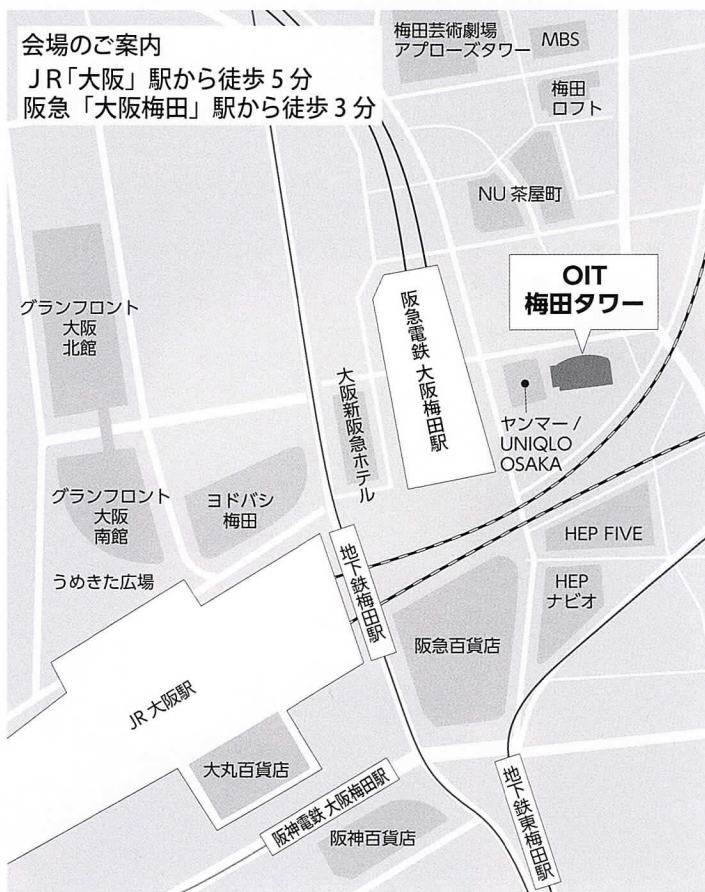 会場のご案内
JR「大阪」駅から徒歩5分
阪急「大阪梅田」駅から徒歩3分
梅田芸術劇場
アプローズタワー
MBS
梅田
ロフト
NU 茶屋町
OIT
梅田タワー
グランフロント
大阪
北館
阪急電鉄 大阪梅田駅
大阪新阪急ホテル
ヤンマー /
UNIQLO
OSAKA
グランフロント
大阪
南館
ヨドバシ
梅田
HEP FIVE
うめきた広場
地下鉄梅田駅
HEP
ナビオ
阪急百貨店
JR 大阪駅
大丸百貨店
阪神電鉄 大阪梅田駅
地下鉄東梅田駅
阪神百貨店